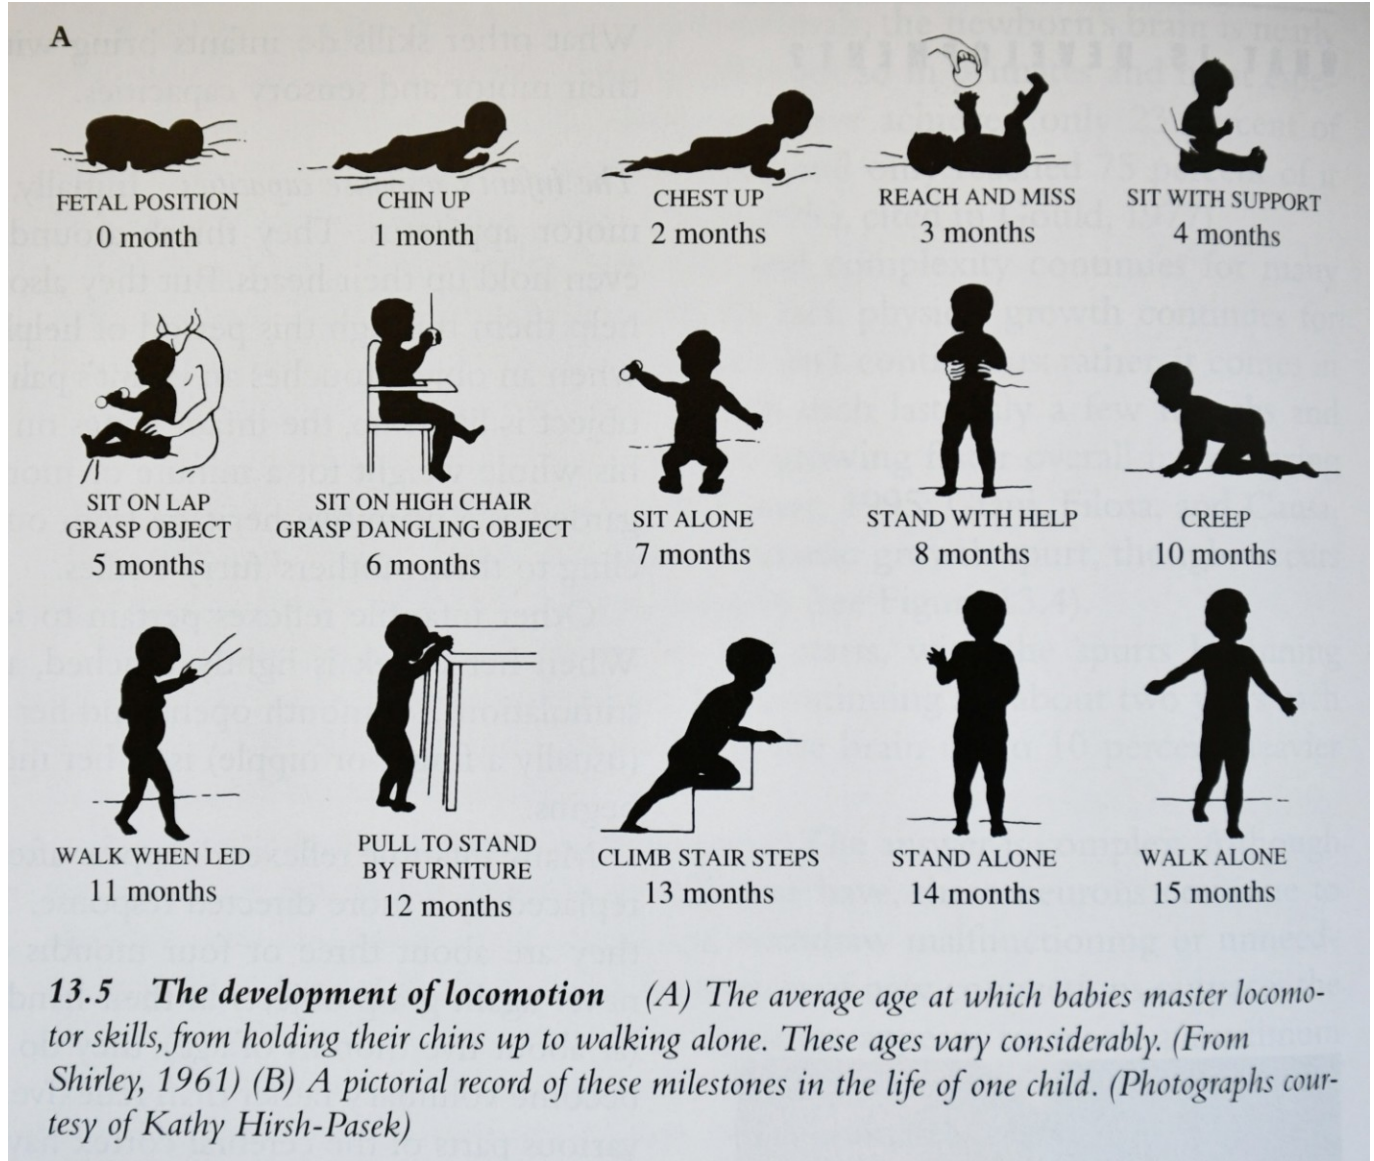 A
FETAL POSITION
0 month
CHIN UP
1 month
CHEST UP
2 months
REACH AND MISS
3 months
SIT WITH SUPPORT
4 months
SIT ON LAP
GRASP OBJECT
5 months
SIT ON HIGH CHAIR
GRASP DANGLING OBJECT
6 months
SIT ALONE
7 months
STAND WITH HELP
8 months
CREEP
10 months
WALK WHEN LED
11 months
PULL TO STAND
BY FURNITURE
12 months
CLIMB STAIR STEPS
13 months
STAND ALONE
14 months
WALK ALONE
15 months
13.5 The development of locomotion (A) The average age at which babies master locomo-
tor skills, from holding their chins up to walking alone. These ages vary considerably. (From
Shirley, 1961) (B) A pictorial record of these milestones in the life of one child. (Photographs cour-
tesy of Kathy Hirsh-Pasek)